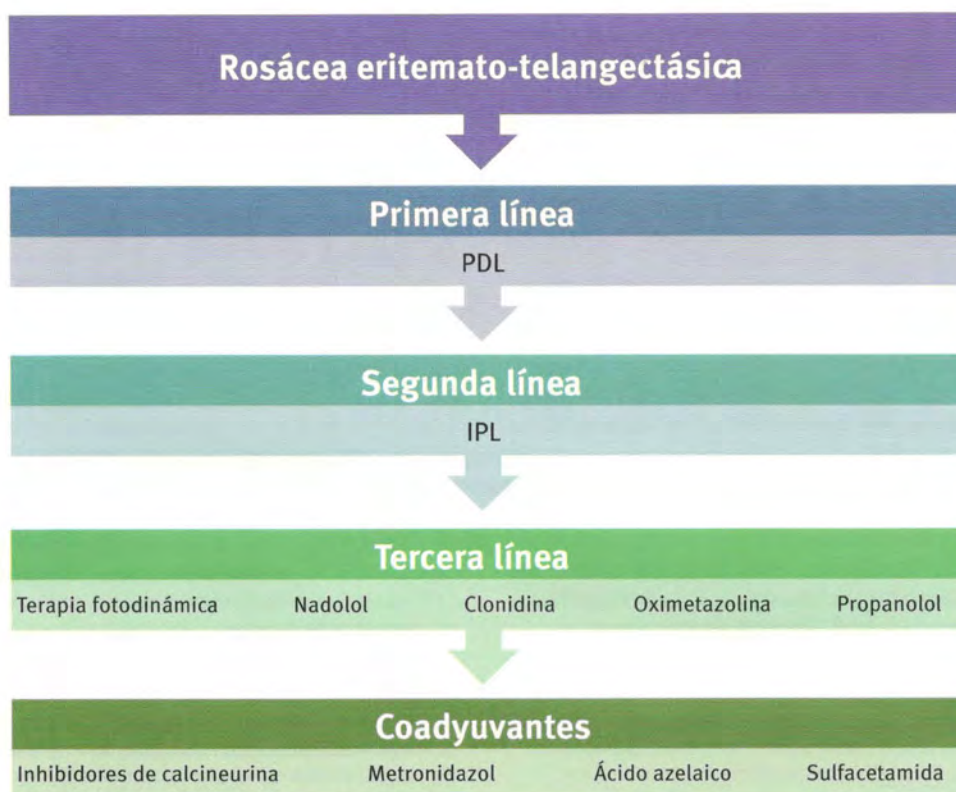 Rosácea eritemato-telangectásica
Primera línea
PDL
Segunda línea
IPL
Tercera línea
Terapia fotodinámica Nadolol Clonidina Oximetazolina Propanolol
Coadyuvantes
Inhibidores de calcineurina Metronidazol Ácido azelaico Sulfacetamida